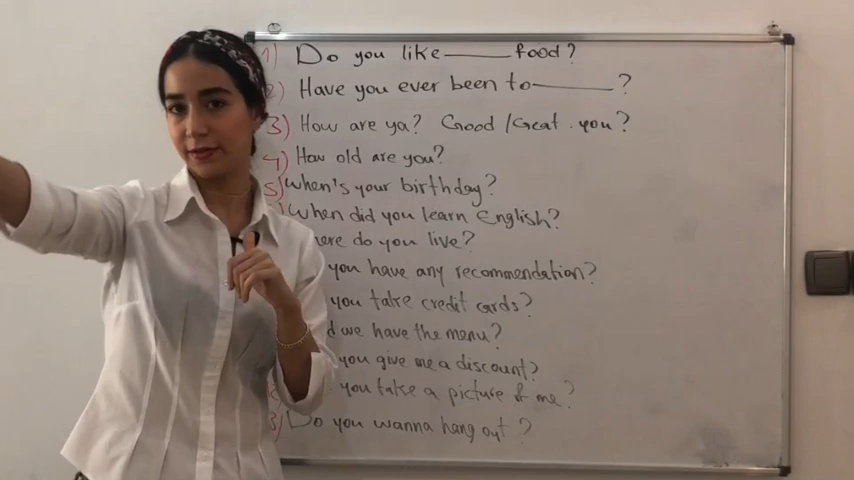 1) Do you like ______ food?
2) Have you ever been to ______ ?
3) How are ya? Good / Great . you?
4) How old are you?
5) When's your birthday?
) When did you learn English?
ere do you live?
you have any recommendation?
you take credit cards?
d we have the menu?
you give me a discount?
you take a picture of me?
3) Do you wanna hang out ?